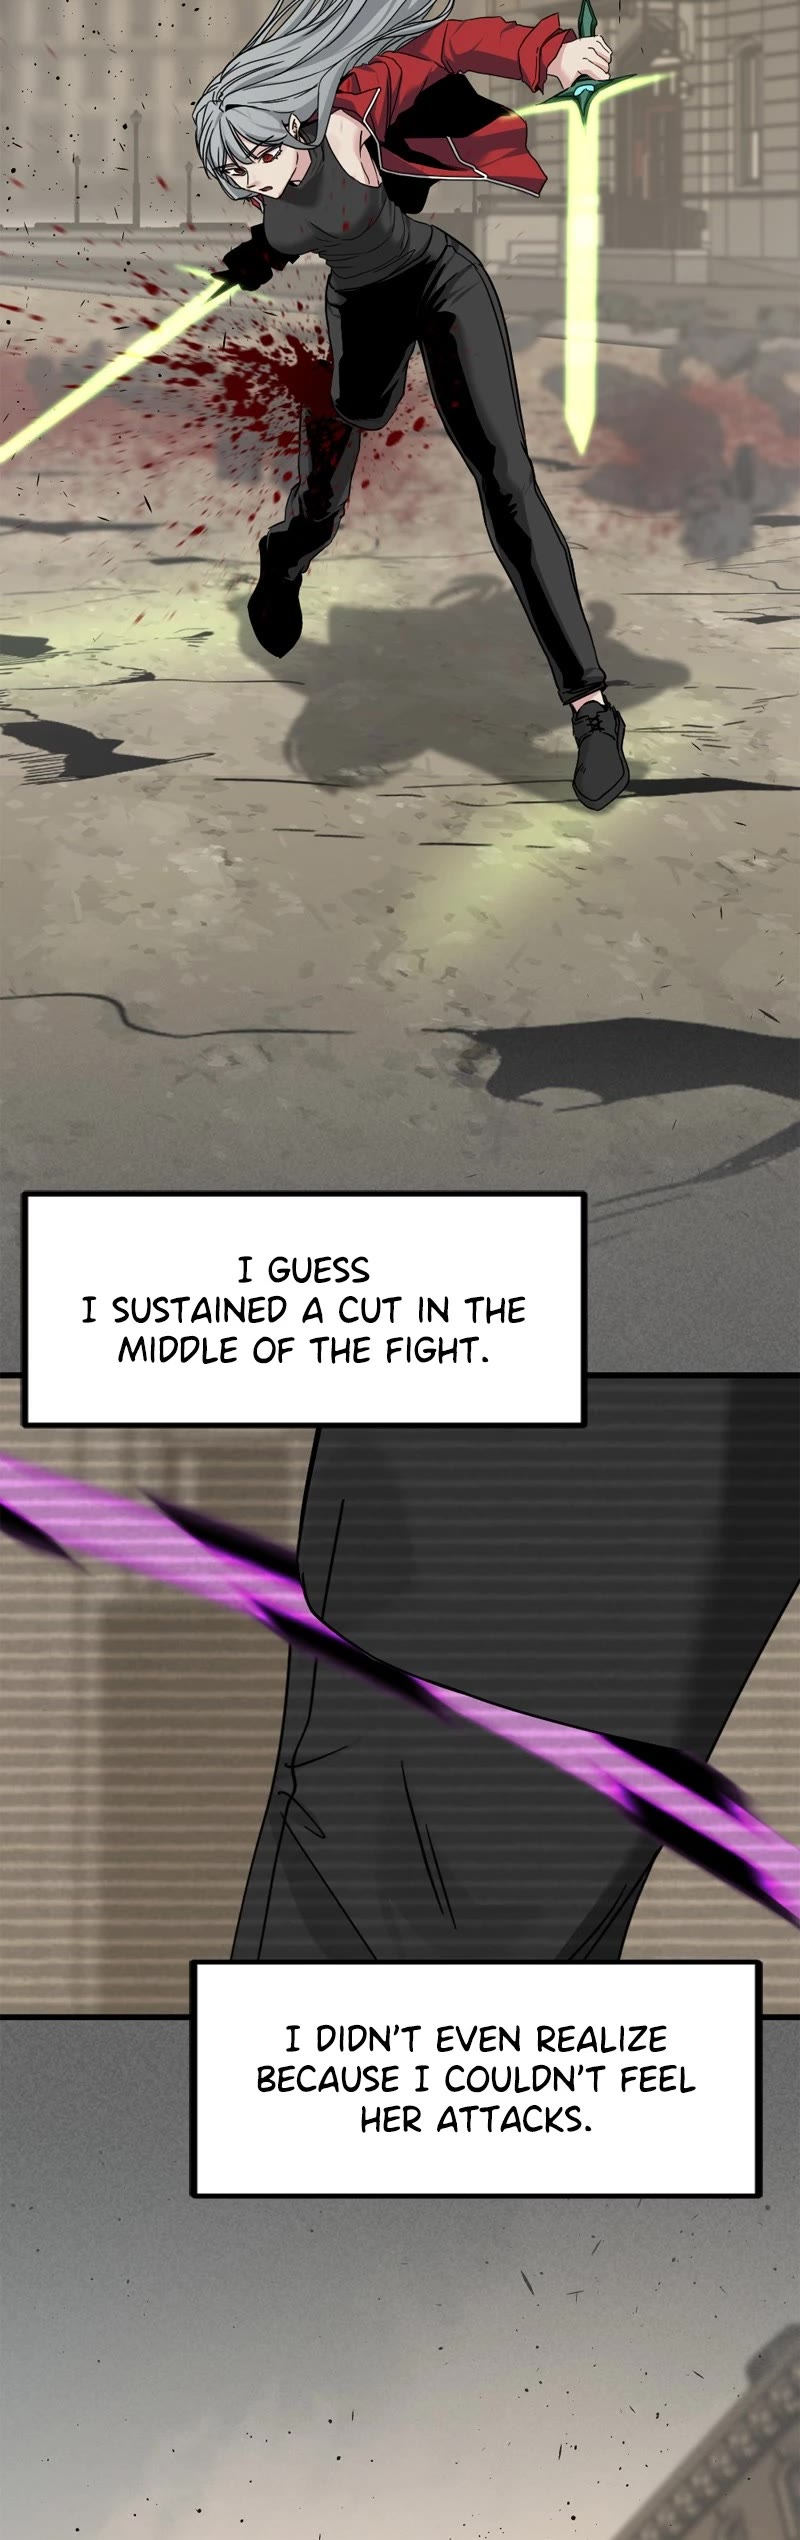 I GUESS
I SUSTAINED A CUT IN THE
MIDDLE OF THE FIGHT.
I DIDN'T EVEN REALIZE
BECAUSE I COULDN'T FEEL
HER ATTACKS.